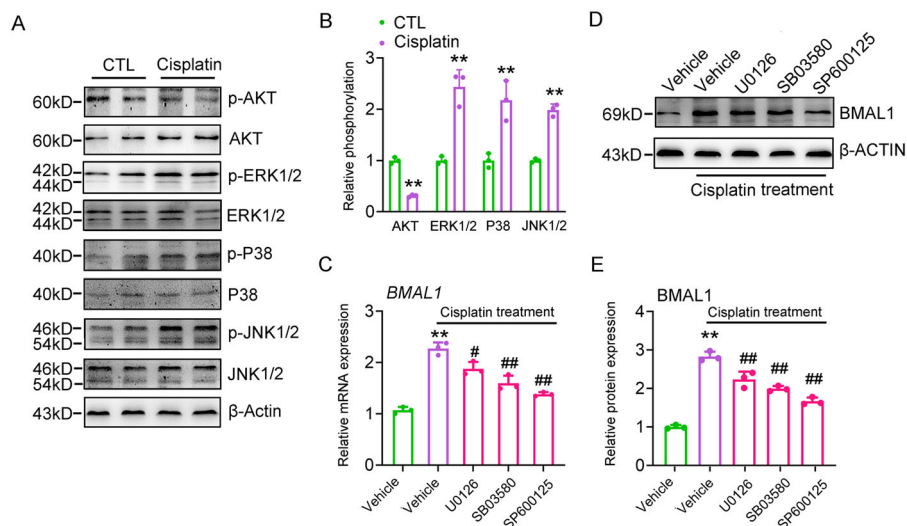 A
CTL Cisplatin
60kD p-AKT
60kD AKT
42kD p-ERK1/2
44kD
42kD ERK1/2
44kD
40kD p-P38
40kD P38
46kD p-JNK1/2
54kD
46kD JNK1/2
54kD
43kD β-Actin
B
CTL
Cisplatin
Relative phosphorylation
3
2
1
0
** ** ** **
AKT ERK1/2 P38 JNK1/2
C
BMAL1
Cisplatin treatment
Relative mRNA expression
3
2
1
0
** # ## ##
Vehicle Vehicle U0126 SB03580 SP600125
D
Vehicle Vehicle U0126 SB03580 SP600125
69kD BMAL1
43kD β-ACTIN
Cisplatin treatment
E
BMAL1
Cisplatin treatment
Relative protein expression
4
3
2
1
0
** ## ## ##
Vehicle Vehicle U0126 SB03580 SP600125